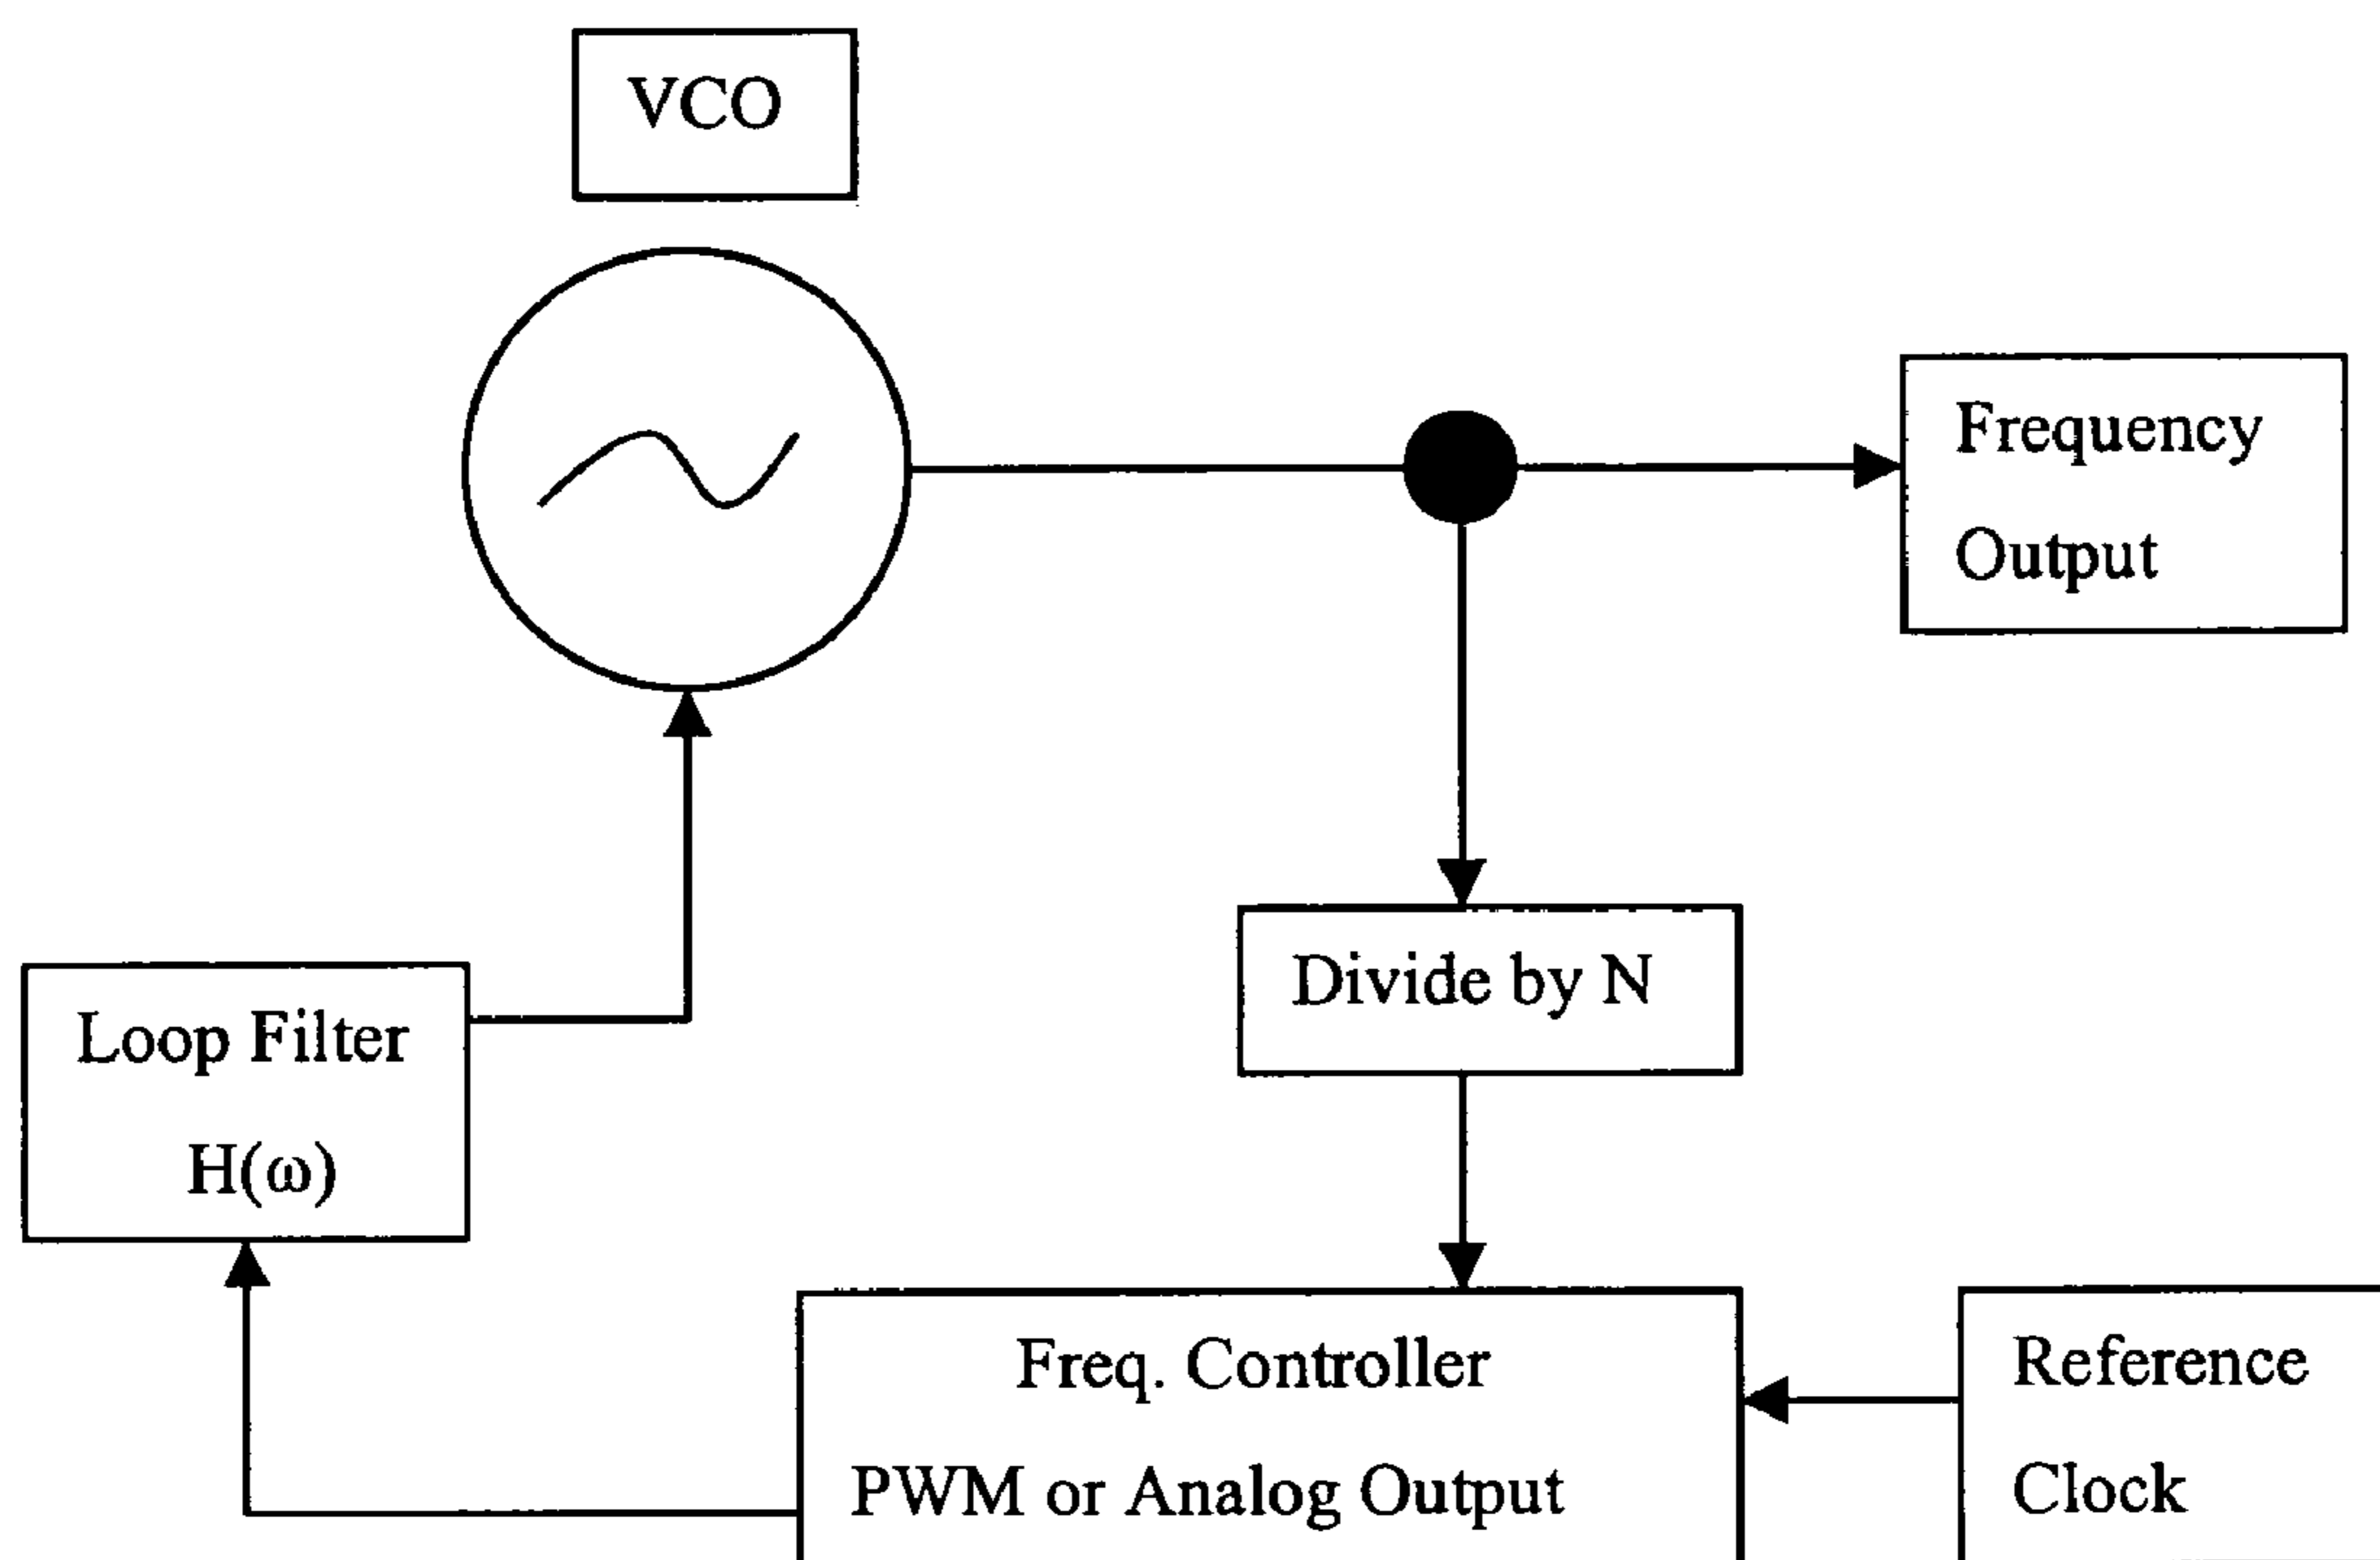 VCO
Frequency
Output
Divide by N
Loop Filter
H(ω)
Freq. Controller
PWM or Analog Output
Reference
Clock